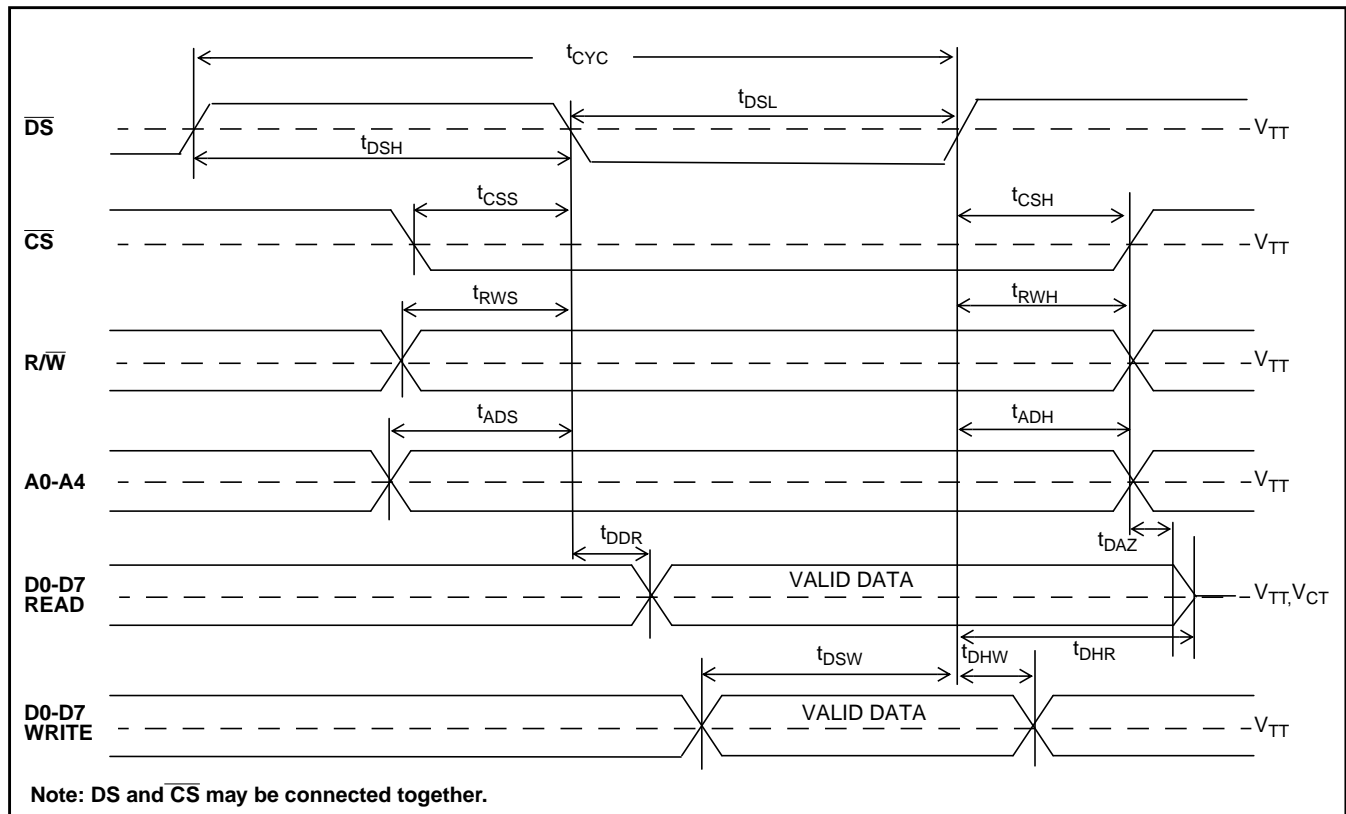 tCYC
tDSL
DS
VTT
tDSH
tCSS
tCSH
CS
VTT
tRWS
tRWH
R/W
VTT
tADS
tADH
A0-A4
VTT
tDDR
tDAZ
D0-D7
READ
VALID DATA
VTT,VCT
tDSW
tDHW
tDHR
D0-D7
WRITE
VALID DATA
VTT
Note: DS and CS may be connected together.